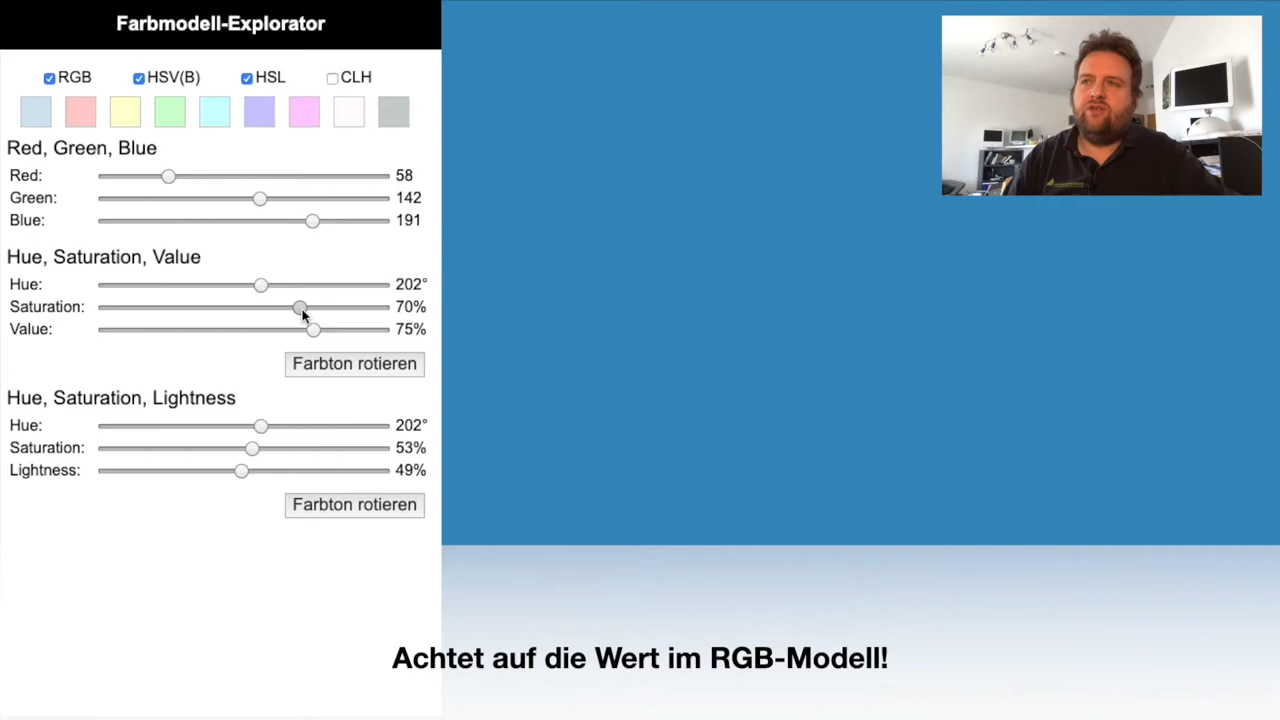 Farbmodell-Explorator
RGB HSV(B) HSL CLH
Red, Green, Blue
Red: 58
Green: 142
Blue: 191
Hue, Saturation, Value
Hue: 202°
Saturation: 70%
Value: 75%
Farbton rotieren
Hue, Saturation, Lightness
Hue: 202°
Saturation: 53%
Lightness: 49%
Farbton rotieren
Achtet auf die Wert im RGB-Modell!